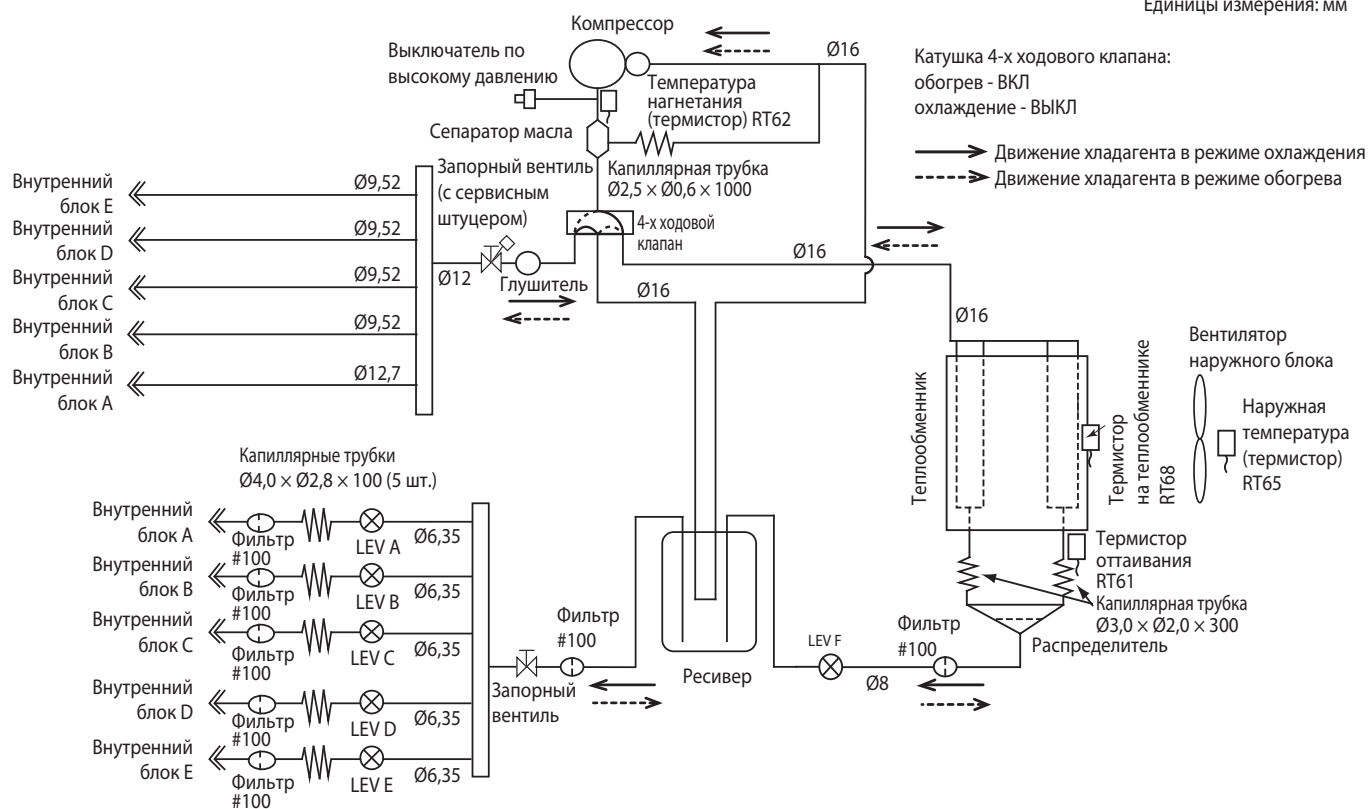 Единицы измерения: мм
Компрессор
Выключатель по
высокому давлению
Ø16
Температура
нагнетания
(термистор) RT62
Сепаратор масла
Катушка 4-х ходового клапана:
обогрев - ВКЛ
охлаждение - ВЫКЛ
Движение хладагента в режиме охлаждения
Движение хладагента в режиме обогрева
Капиллярная трубка
Ø2,5 × Ø0,6 × 1000
Запорный вентиль
(с сервисным
штуцером)
4-х ходовой
клапан
Внутренний
блок E
Ø9,52
Внутренний
блок D
Ø9,52
Внутренний
блок C
Ø9,52
Внутренний
блок B
Ø9,52
Внутренний
блок A
Ø12,7
Ø12
Глушитель
Ø16
Ø16
Ø16
Теплообменник
Термистор
на теплообменнике
RT68
Вентилятор
наружного блока
Наружная
температура
(термистор)
RT65
Термистор
оттаивания
RT61
Капиллярная трубка
Ø3,0 × Ø2,0 × 300
Распределитель
Капиллярные трубки
Ø4,0 × Ø2,8 × 100 (5 шт.)
Внутренний
блок A
Фильтр
#100
LEV A
Ø6,35
Внутренний
блок B
Фильтр
#100
LEV B
Ø6,35
Внутренний
блок C
Фильтр
#100
LEV C
Ø6,35
Внутренний
блок D
Фильтр
#100
LEV D
Ø6,35
Внутренний
блок E
Фильтр
#100
LEV E
Ø6,35
Запорный
вентиль
Фильтр
#100
Ресивер
LEV F
Ø8
Фильтр
#100